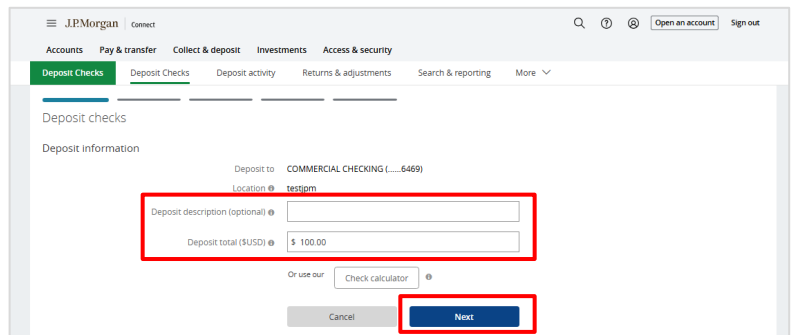 J.P.Morgan | Connect Open an account Sign out
Accounts Pay & transfer Collect & deposit Investments Access & security
Deposit Checks Deposit Checks Deposit activity Returns & adjustments Search & reporting More
Deposit checks
Deposit information
Deposit to COMMERCIAL CHECKING (......6469)
Location testjpm
Deposit description (optional)
Deposit total ($USD) $ 100.00
Or use our Check calculator
Cancel Next